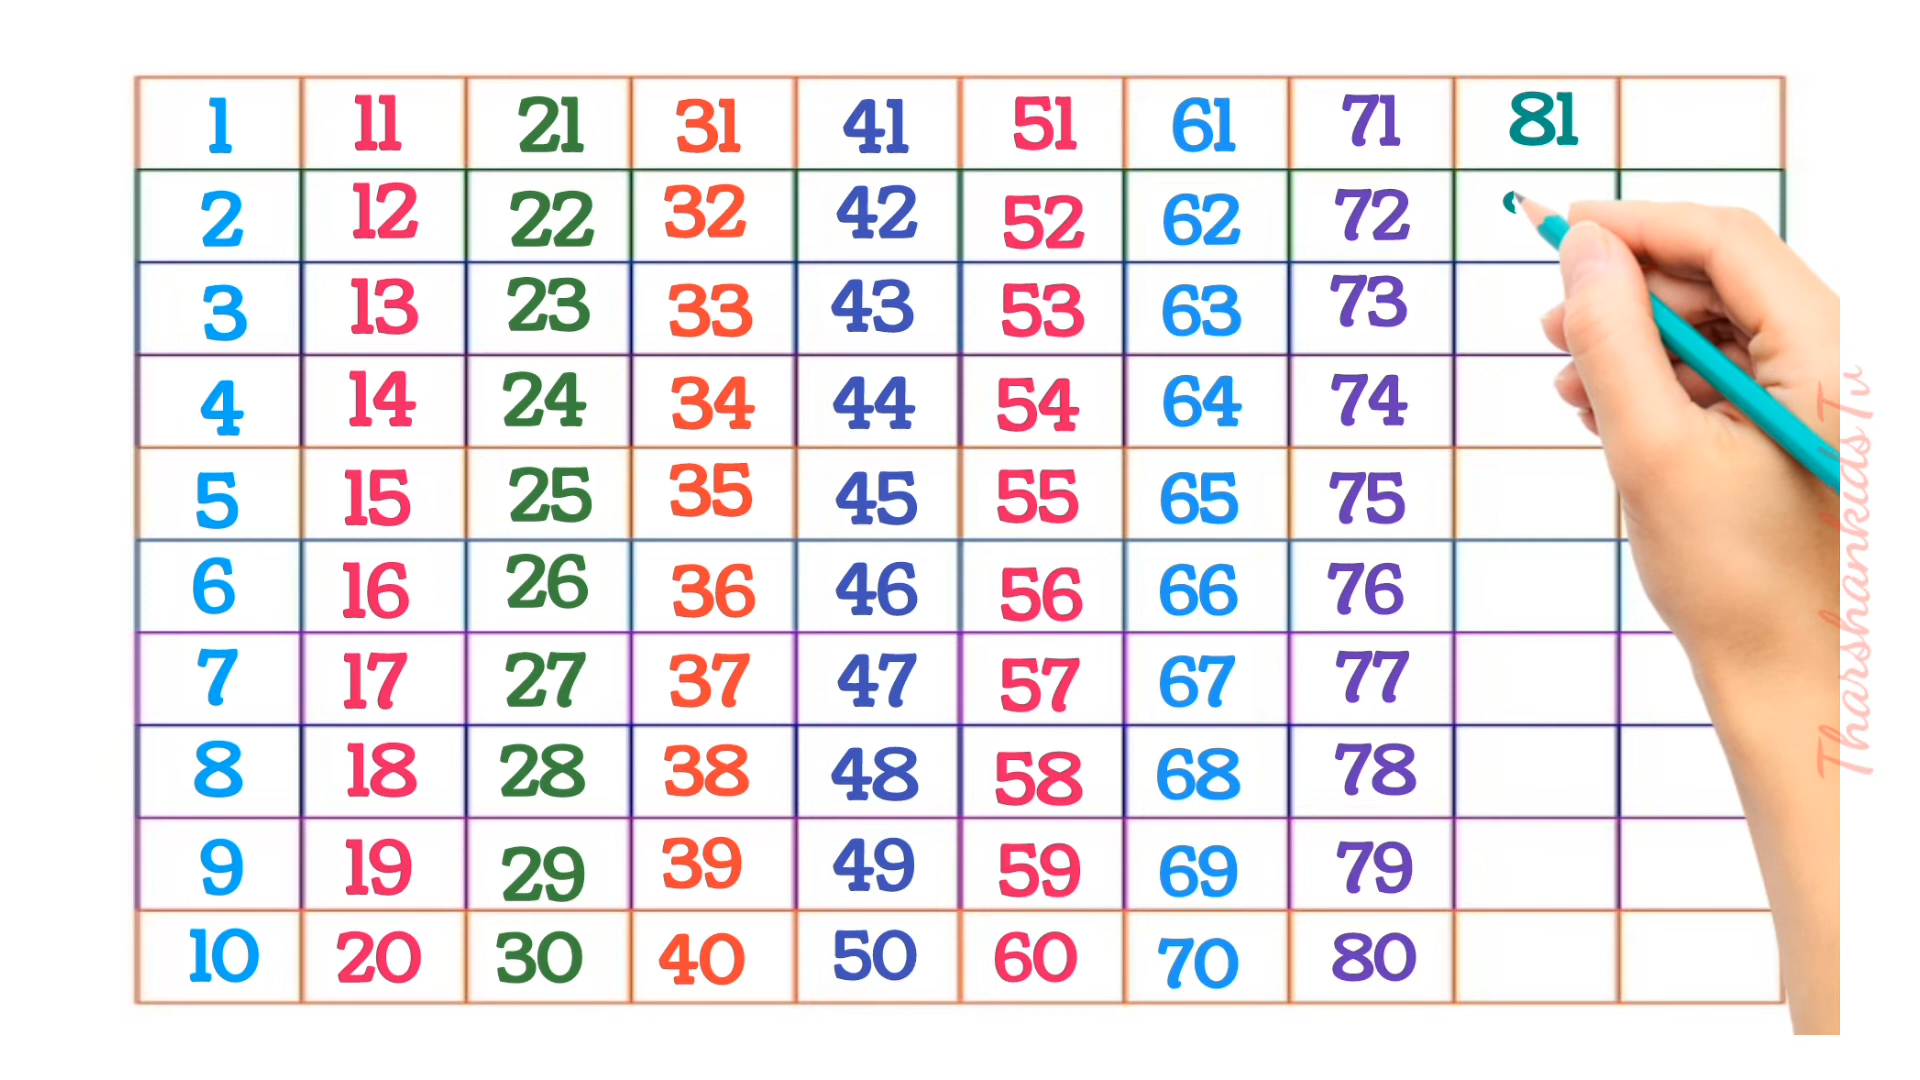 1 11 21 31 41 51 61 71 81
2 12 22 32 42 52 62 72
3 13 23 33 43 53 63 73
4 14 24 34 44 54 64 74
5 15 25 35 45 55 65 75
6 16 26 36 46 56 66 76
7 17 27 37 47 57 67 77
8 18 28 38 48 58 68 78
9 19 29 39 49 59 69 79
10 20 30 40 50 60 70 80
Tharshankuds Tv